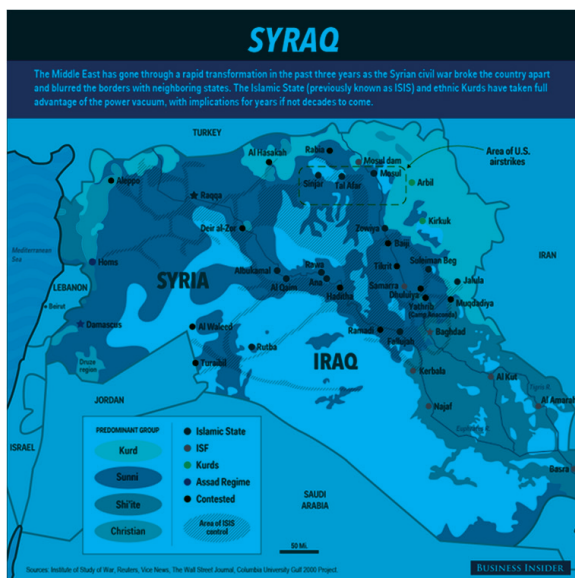 SYRAQ
The Middle East has gone through a rapid transformation in the past three years as the Syrian civil war broke the country apart
and blurred the borders with neighboring states. The Islamic State (previously known as ISIS) and ethnic Kurds have taken full
advantage of the power vacuum, with implications for years if not decades to come.
TURKEY
Area of U.S.
airstrikes
Rabia
Al Hasakah
Mosul dam
Mosul
Sinjar
Tal Afar
Aleppo
Arbil
Raqqa
Kirkuk
Deir al-Zor
Zowiya
Baiji
IRAN
Mediterranean
Sea
Homs
SYRIA
Albukamal
Rawa
Al Qaim
Ana
Haditha
Tikrit
Suleiman Beg
Samarra
Jalula
Dhuluiya
Yathrib
(Camp Anaconda)
Muqdadiya
LEBANON
Beirut
Damascus
Al Waleed
Ramadi
Fallujah
Baghdad
Rutba
IRAQ
Druze
region
Turaibil
Kerbala
Al Kut
Tigris R.
JORDAN
Najaf
Al Amarah
Euphrates R.
ISRAEL
Basra
SAUDI
ARABIA
PREDOMINANT GROUP
Kurd
Sunni
Shi'ite
Christian
Islamic State
ISF
Kurds
Assad Regime
Contested
Area of ISIS
control
50 Mi.
Sources: Institute of Study of War, Reuters, Vice News, The Wall Street Journal, Columbia University Gulf 2000 Project
BUSINESS INSIDER